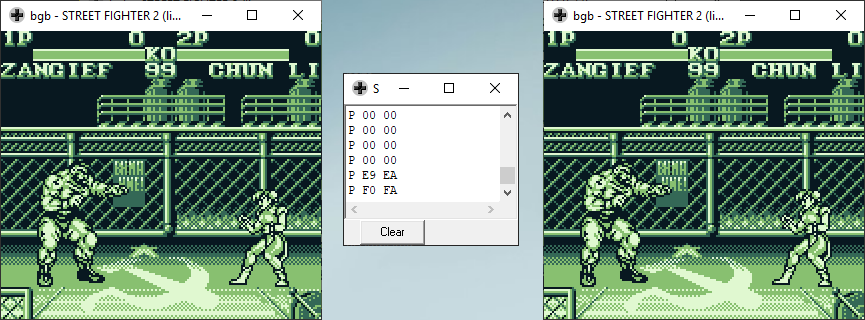 bgb - STREET FIGHTER 2 (li...
1P 0 2P 0
KO
ZANGIEF 99 CHUN LI
S
P 00 00
P 00 00
P 00 00
P 00 00
P E9 EA
P F0 FA
Clear
bgb - STREET FIGHTER 2 (li...
1P 0 2P 0
KO
ZANGIEF 99 CHUN LI